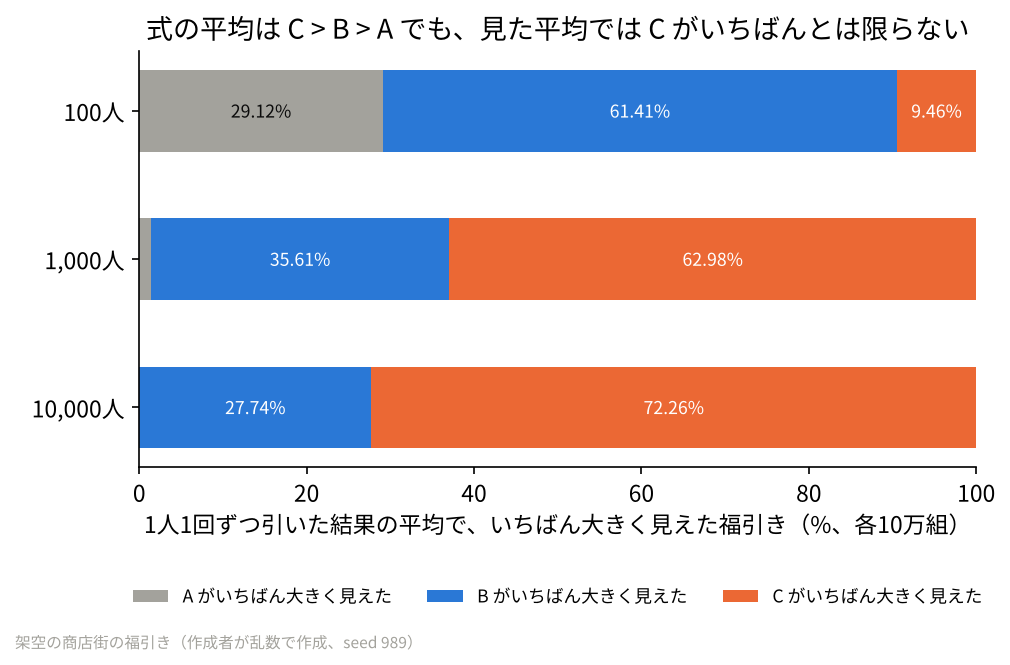 式の平均は C > B > A でも、見た平均では C がいちばんとは限らない
100人
29.12%
61.41%
9.46%
1,000人
35.61%
62.98%
10,000人
27.74%
72.26%
0 20 40 60 80 100
1人1回ずつ引いた結果の平均で、いちばん大きく見えた福引き（%、各10万組）
A がいちばん大きく見えた B がいちばん大きく見えた C がいちばん大きく見えた
架空の商店街の福引き（作成者が乱数で作成、seed 989）